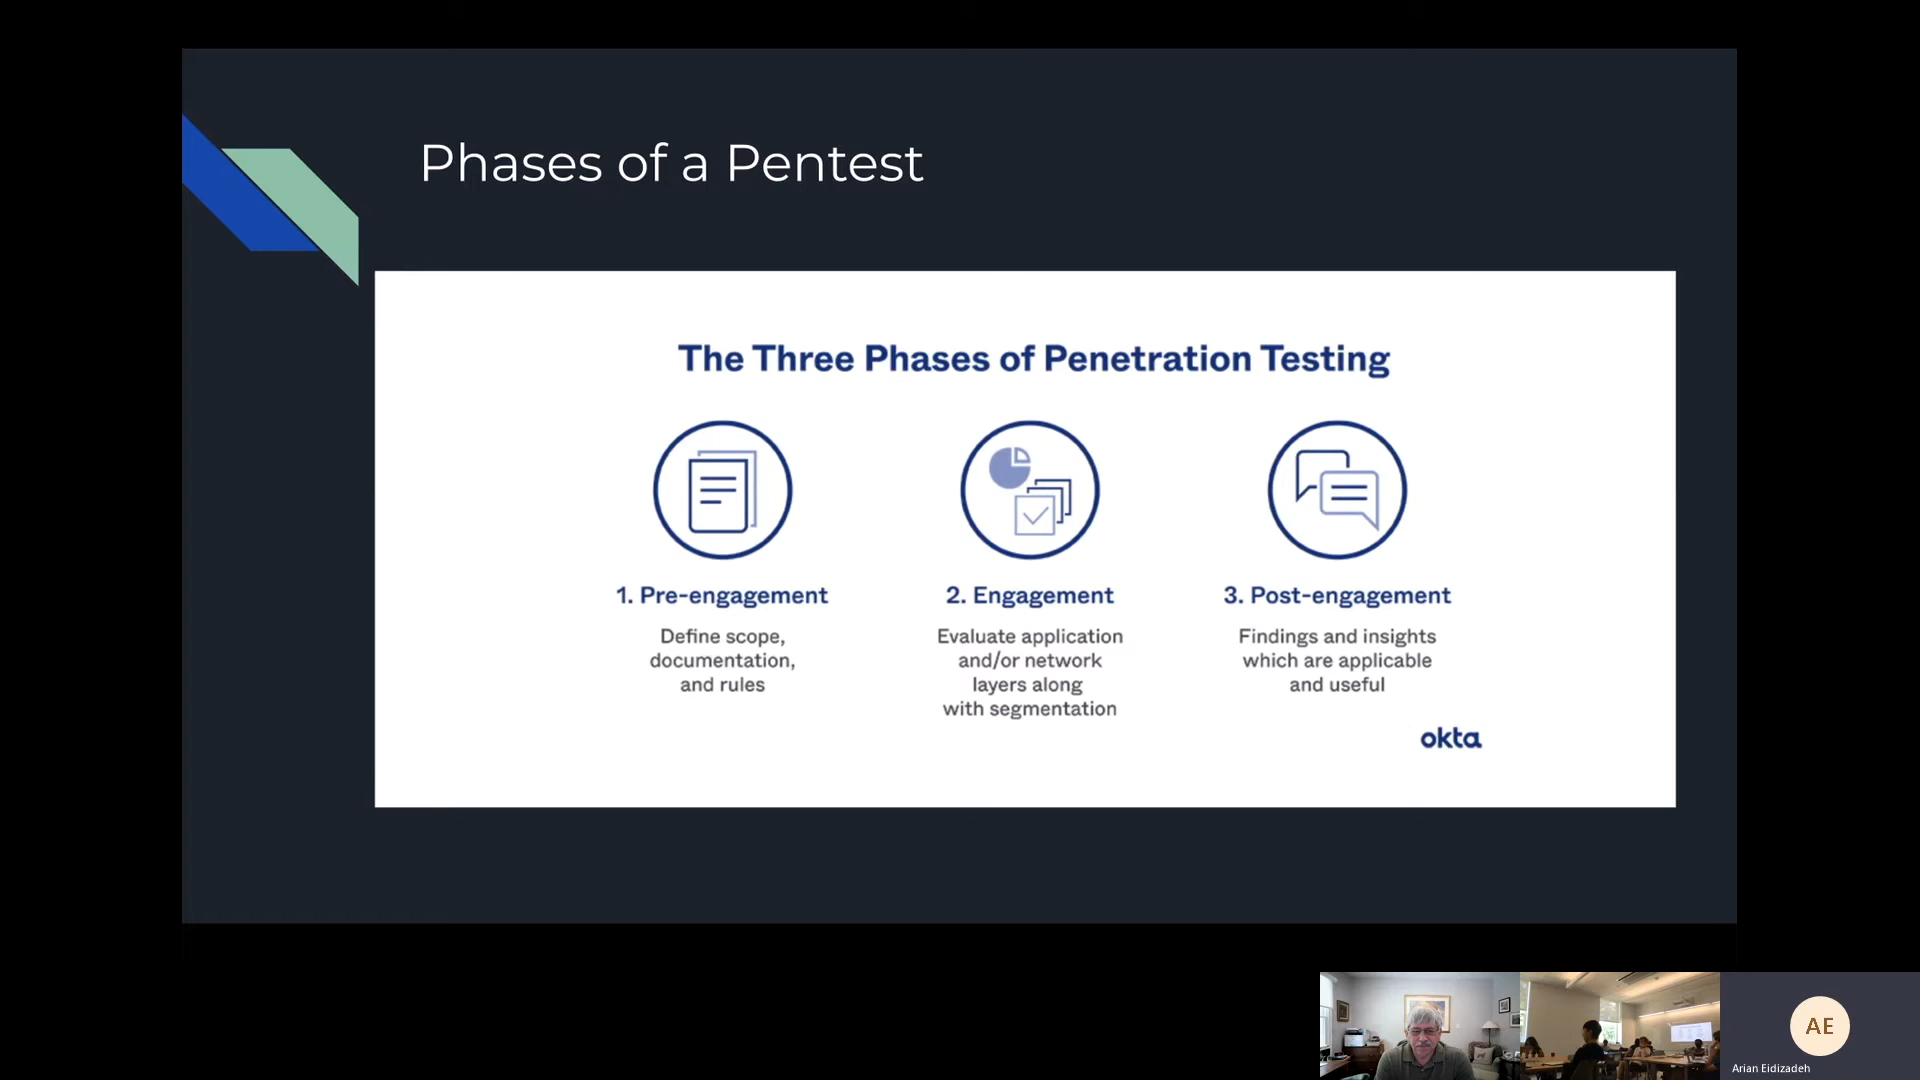 Phases of a Pentest
The Three Phases of Penetration Testing
1. Pre-engagement
Define scope,
documentation,
and rules
2. Engagement
Evaluate application
and/or network
layers along
with segmentation
3. Post-engagement
Findings and insights
which are applicable
and useful
okta
AE
Arian Eidizadeh